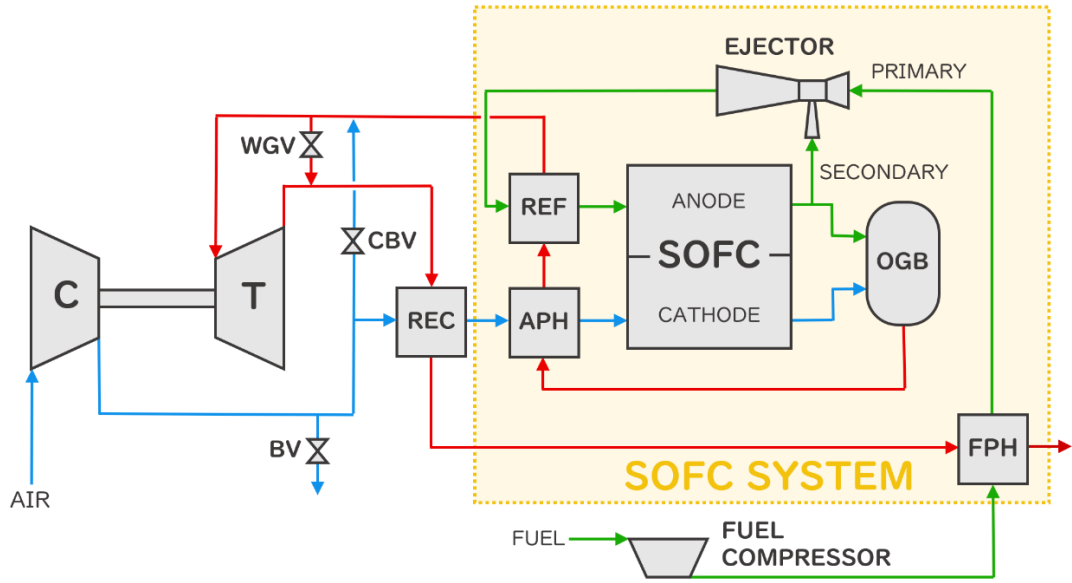 EJECTOR
PRIMARY
WGV
SECONDARY
REF
ANODE
CBV
SOFC
OGB
C
T
REC
APH
CATHODE
BV
FPH
SOFC SYSTEM
AIR
FUEL
FUEL
COMPRESSOR